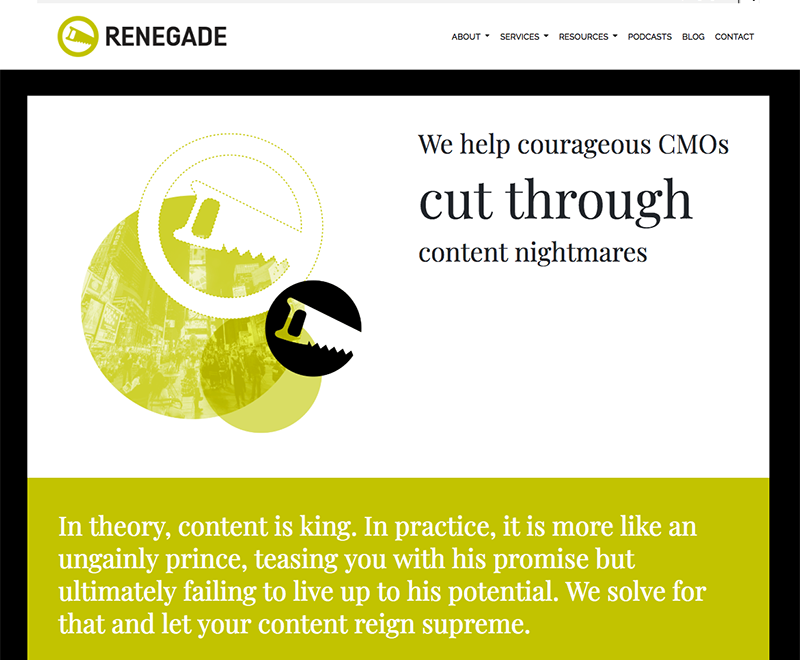 RENEGADE
ABOUT SERVICES RESOURCES PODCASTS BLOG CONTACT
We help courageous CMOs
cut through
content nightmares
In theory, content is king. In practice, it is more like an
ungainly prince, teasing you with his promise but
ultimately failing to live up to his potential. We solve for
that and let your content reign supreme.